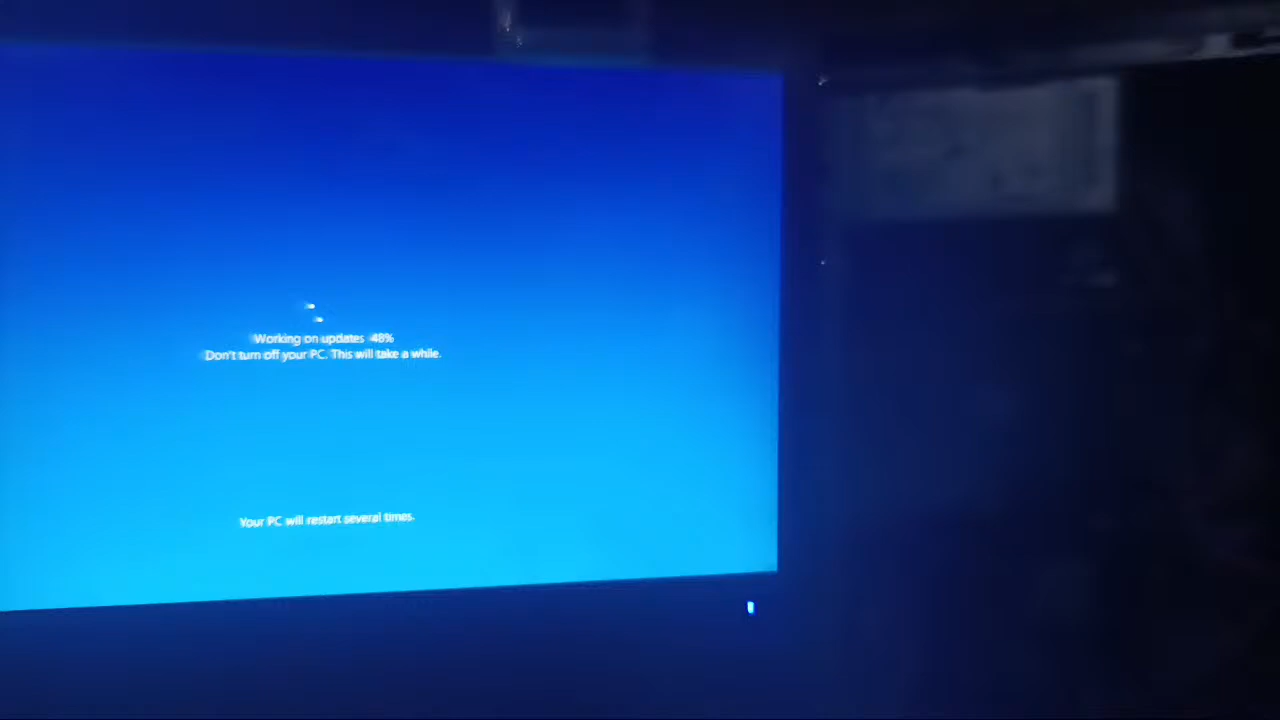 Working on updates 48%
Don't turn off your PC. This will take a while.
Your PC will restart several times.